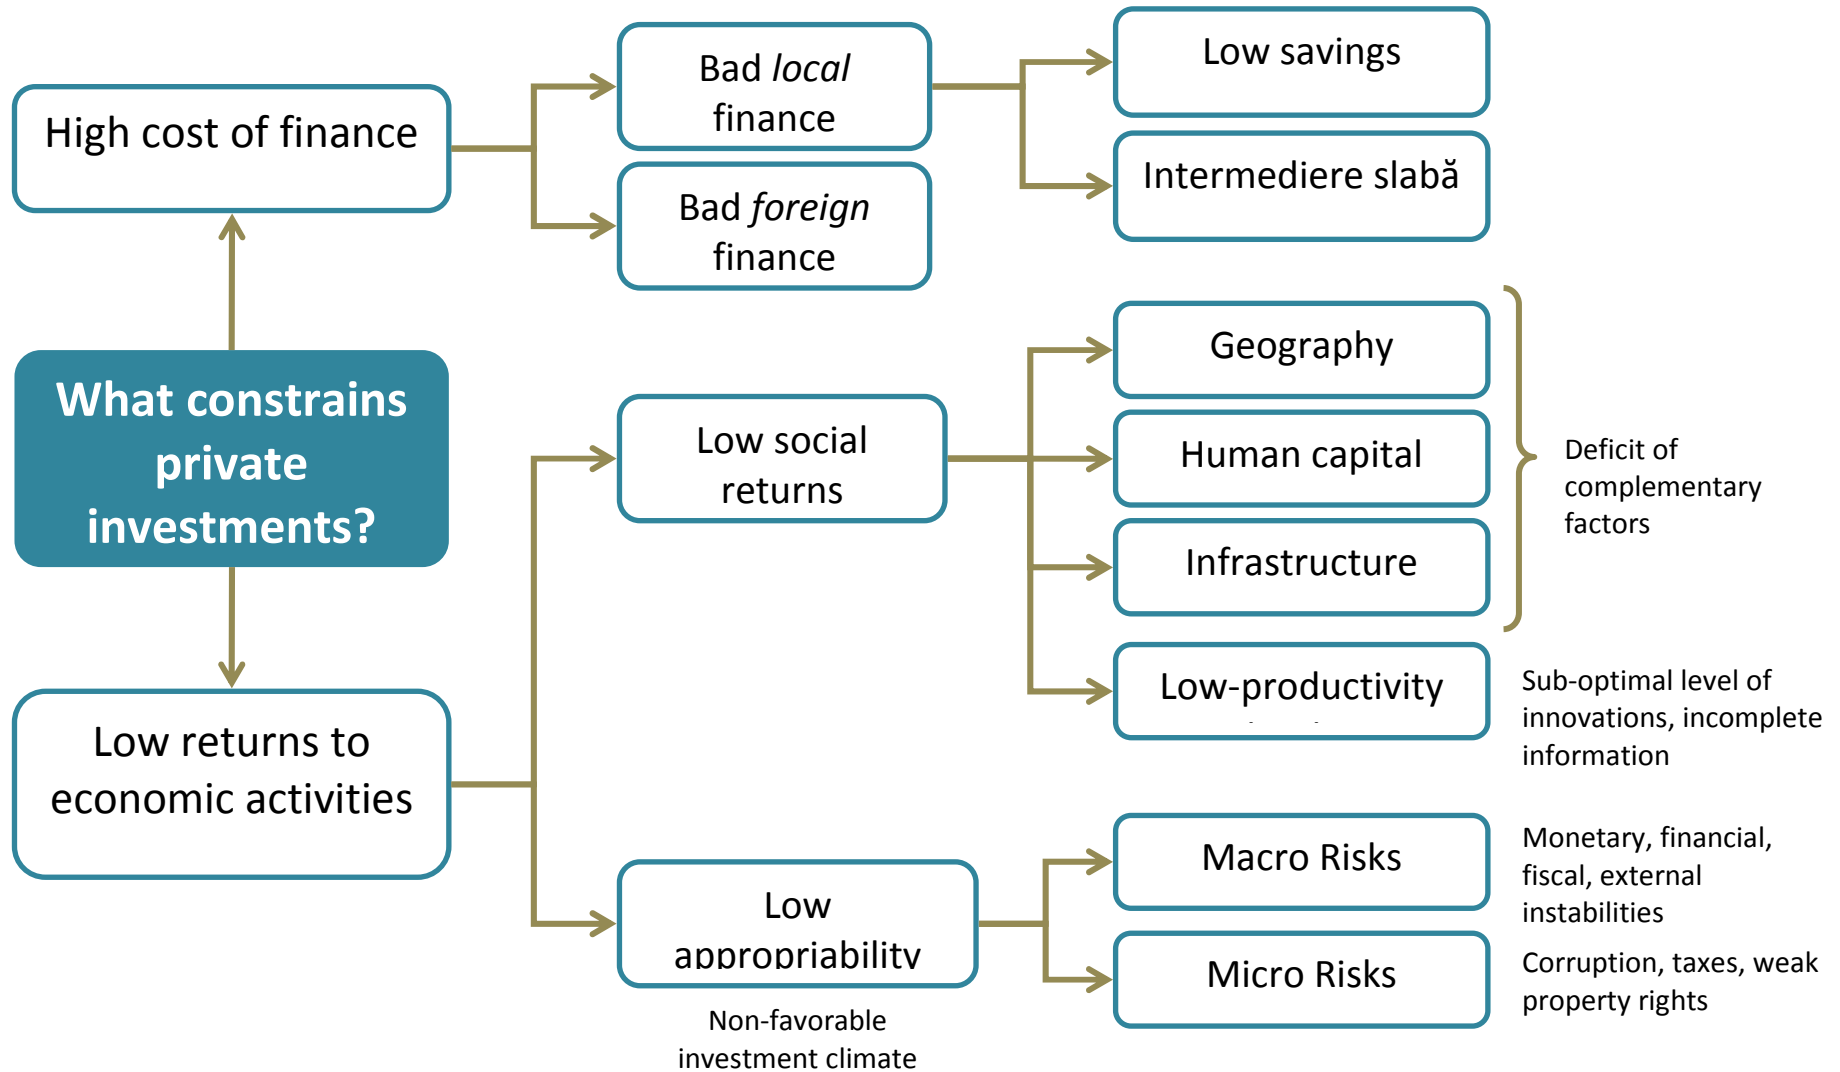 High cost of finance
Bad local
finance
Bad foreign
finance
Low savings
Intermediere slabă
What constrains
private
investments?
Low returns to
economic activities
Low social
returns
Geography
Human capital
Infrastructure
Low-productivity
Deficit of
complementary
factors
Sub-optimal level of
innovations, incomplete
information
Low
appropriability
Non-favorable
investment climate
Macro Risks
Micro Risks
Monetary, financial,
fiscal, external
instabilities
Corruption, taxes, weak
property rights